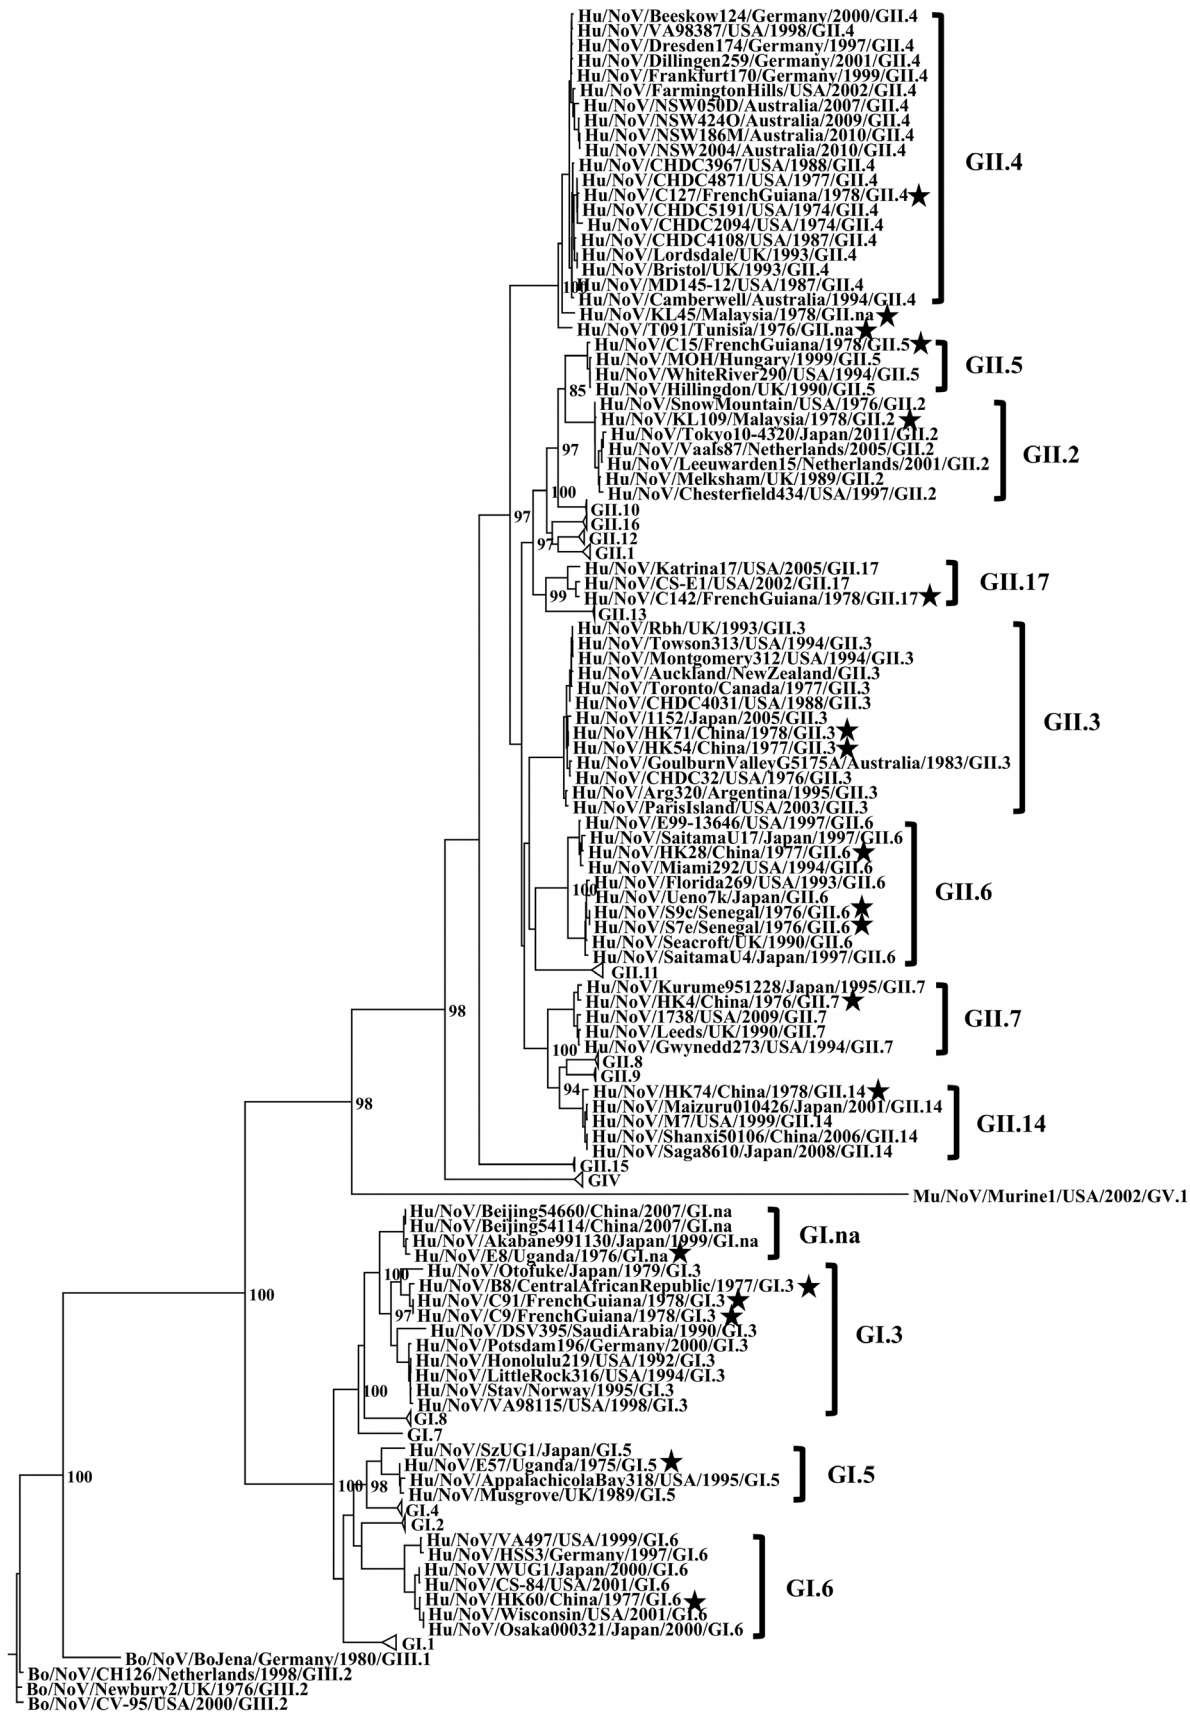 Hu/NoV/Beeskow124/Germany/2000/GII.4
Hu/NoV/VA98387/USA/1998/GII.4
Hu/NoV/Dresden174/Germany/1997/GII.4
Hu/NoV/Dillingen259/Germany/2001/GII.4
Hu/NoV/Frankfurt170/Germany/1999/GII.4
Hu/NoV/FarmingtonHills/USA/2002/GII.4
Hu/NoV/NSW050D/Australia/2007/GII.4
Hu/NoV/NSW424O/Australia/2009/GII.4
Hu/NoV/NSW186M/Australia/2010/GII.4
Hu/NoV/NSW2004/Australia/2010/GII.4
GII.4
Hu/NoV/CHDC3967/USA/1988/GII.4
Hu/NoV/CHDC4871/USA/1977/GII.4
Hu/NoV/C127/FrenchGuiana/1978/GII.4★
Hu/NoV/CHDC5191/USA/1974/GII.4
Hu/NoV/CHDC2094/USA/1974/GII.4
Hu/NoV/CHDC4108/USA/1987/GII.4
Hu/NoV/Lordsdale/UK/1993/GII.4
Hu/NoV/Bristol/UK/1993/GII.4
100
Hu/NoV/MD145-12/USA/1987/GII.4
Hu/NoV/Camberwell/Australia/1994/GII.4
Hu/NoV/KL45/Malaysia/1978/GII.na★
Hu/NoV/T091/Tunisia/1976/GII.na★
Hu/NoV/C15/FrenchGuiana/1978/GII.5★
Hu/NoV/MOH/Hungary/1999/GII.5
GII.5
Hu/NoV/WhiteRiver290/USA/1994/GII.5
85
Hu/NoV/Hillingdon/UK/1990/GII.5
Hu/NoV/SnowMountain/USA/1976/GII.2
Hu/NoV/KL109/Malaysia/1978/GII.2★
Hu/NoV/Tokyo10-4320/Japan/2011/GII.2
97
Hu/NoV/Vaals87/Netherlands/2005/GII.2
GII.2
Hu/NoV/Leeuwarden15/Netherlands/2001/GII.2
Hu/NoV/Melksham/UK/1989/GII.2
100
Hu/NoV/Chesterfield434/USA/1997/GII.2
GII.10
97
GII.16
GII.12
97
GII.1
Hu/NoV/Katrina17/USA/2005/GII.17
Hu/NoV/CS-E1/USA/2002/GII.17
GII.17
99
Hu/NoV/C142/FrenchGuiana/1978/GII.17★
GII.13
Hu/NoV/Rbh/UK/1993/GII.3
Hu/NoV/Towson313/USA/1994/GII.3
Hu/NoV/Montgomery312/USA/1994/GII.3
Hu/NoV/Auckland/NewZealand/GII.3
Hu/NoV/Toronto/Canada/1977/GII.3
Hu/NoV/CHDC4031/USA/1988/GII.3
Hu/NoV/1152/Japan/2005/GII.3
GII.3
Hu/NoV/HK71/China/1978/GII.3★
Hu/NoV/HK54/China/1977/GII.3★
Hu/NoV/GoulburnValleyG5175A/Australia/1983/GII.3
Hu/NoV/CHDC32/USA/1976/GII.3
Hu/NoV/Arg320/Argentina/1995/GII.3
Hu/NoV/ParisIsland/USA/2003/GII.3
Hu/NoV/E99-13646/USA/1997/GII.6
Hu/NoV/SaitamaU17/Japan/1997/GII.6
Hu/NoV/HK28/China/1977/GII.6★
Hu/NoV/Miami292/USA/1994/GII.6
Hu/NoV/Florida269/USA/1993/GII.6
100
GII.6
Hu/NoV/Ueno7k/Japan/GII.6
Hu/NoV/S9c/Senegal/1976/GII.6★
Hu/NoV/S7e/Senegal/1976/GII.6★
Hu/NoV/Seacroft/UK/1990/GII.6
Hu/NoV/SaitamaU4/Japan/1997/GII.6
GII.11
Hu/NoV/Kurume951228/Japan/1995/GII.7
Hu/NoV/HK4/China/1976/GII.7★
98
Hu/NoV/1738/USA/2009/GII.7
GII.7
Hu/NoV/Leeds/UK/1990/GII.7
100
Hu/NoV/Gwynedd273/USA/1994/GII.7
GII.8
GII.9
94
Hu/NoV/HK74/China/1978/GII.14★
98
Hu/NoV/Maizuru010426/Japan/2001/GII.14
Hu/NoV/M7/USA/1999/GII.14
GII.14
Hu/NoV/Shanxi50106/China/2006/GII.14
Hu/NoV/Saga8610/Japan/2008/GII.14
GII.15
GIV
Mu/NoV/Murine1/USA/2002/GV.1
Hu/NoV/Beijing54660/China/2007/GI.na
Hu/NoV/Beijing54114/China/2007/GI.na
GI.na
Hu/NoV/Akabane991130/Japan/1999/GI.na
Hu/NoV/E8/Uganda/1976/GI.na★
Hu/NoV/Otofuke/Japan/1979/GI.3
100
Hu/NoV/B8/CentralAfricanRepublic/1977/GI.3★
100
Hu/NoV/C91/FrenchGuiana/1978/GI.3★
97
Hu/NoV/C9/FrenchGuiana/1978/GI.3★
Hu/NoV/DSV395/SaudiArabia/1990/GI.3
GI.3
Hu/NoV/Potsdam196/Germany/2000/GI.3
Hu/NoV/Honolulu219/USA/1992/GI.3
Hu/NoV/LittleRock316/USA/1994/GI.3
100
Hu/NoV/Stav/Norway/1995/GI.3
Hu/NoV/VA98115/USA/1998/GI.3
GI.8
GI.7
Hu/NoV/SzUG1/Japan/GI.5
Hu/NoV/E57/Uganda/1975/GI.5★
GI.5
100
Hu/NoV/AppalachicolaBay318/USA/1995/GI.5
100
98
Hu/NoV/Musgrove/UK/1989/GI.5
GI.4
GI.2
Hu/NoV/VA497/USA/1999/GI.6
Hu/NoV/HSS3/Germany/1997/GI.6
Hu/NoV/WUG1/Japan/2000/GI.6
Hu/NoV/CS-84/USA/2001/GI.6
GI.6
Hu/NoV/HK60/China/1977/GI.6★
Hu/NoV/Wisconsin/USA/2001/GI.6
Hu/NoV/Osaka000321/Japan/2000/GI.6
GI.1
Bo/NoV/BoJena/Germany/1980/GIII.1
Bo/NoV/CH126/Netherlands/1998/GIII.2
Bo/NoV/Newbury2/UK/1976/GIII.2
Bo/NoV/CV-95/USA/2000/GIII.2